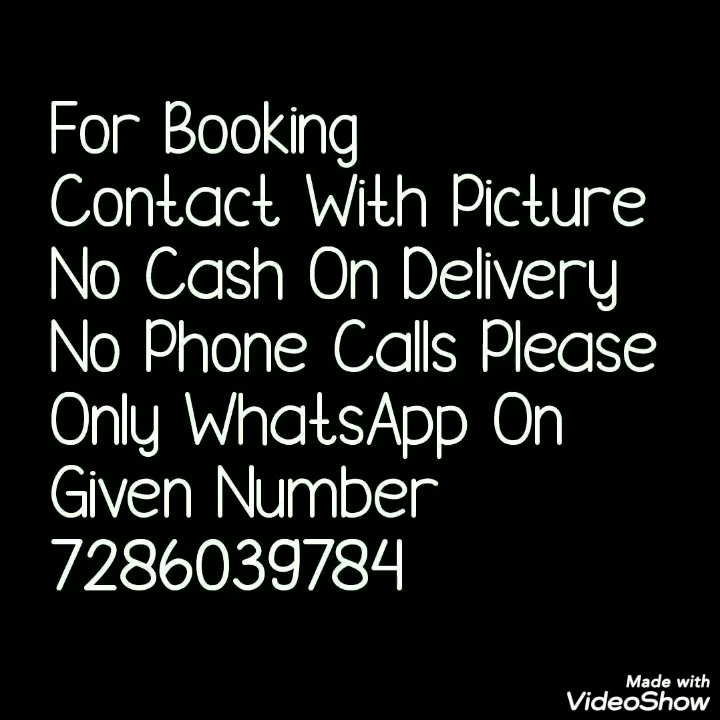 For Booking
Contact With Picture
No Cash On Delivery
No Phone Calls Please
Only WhatsApp On
Given Number
7286039784
Made with
VideoShow